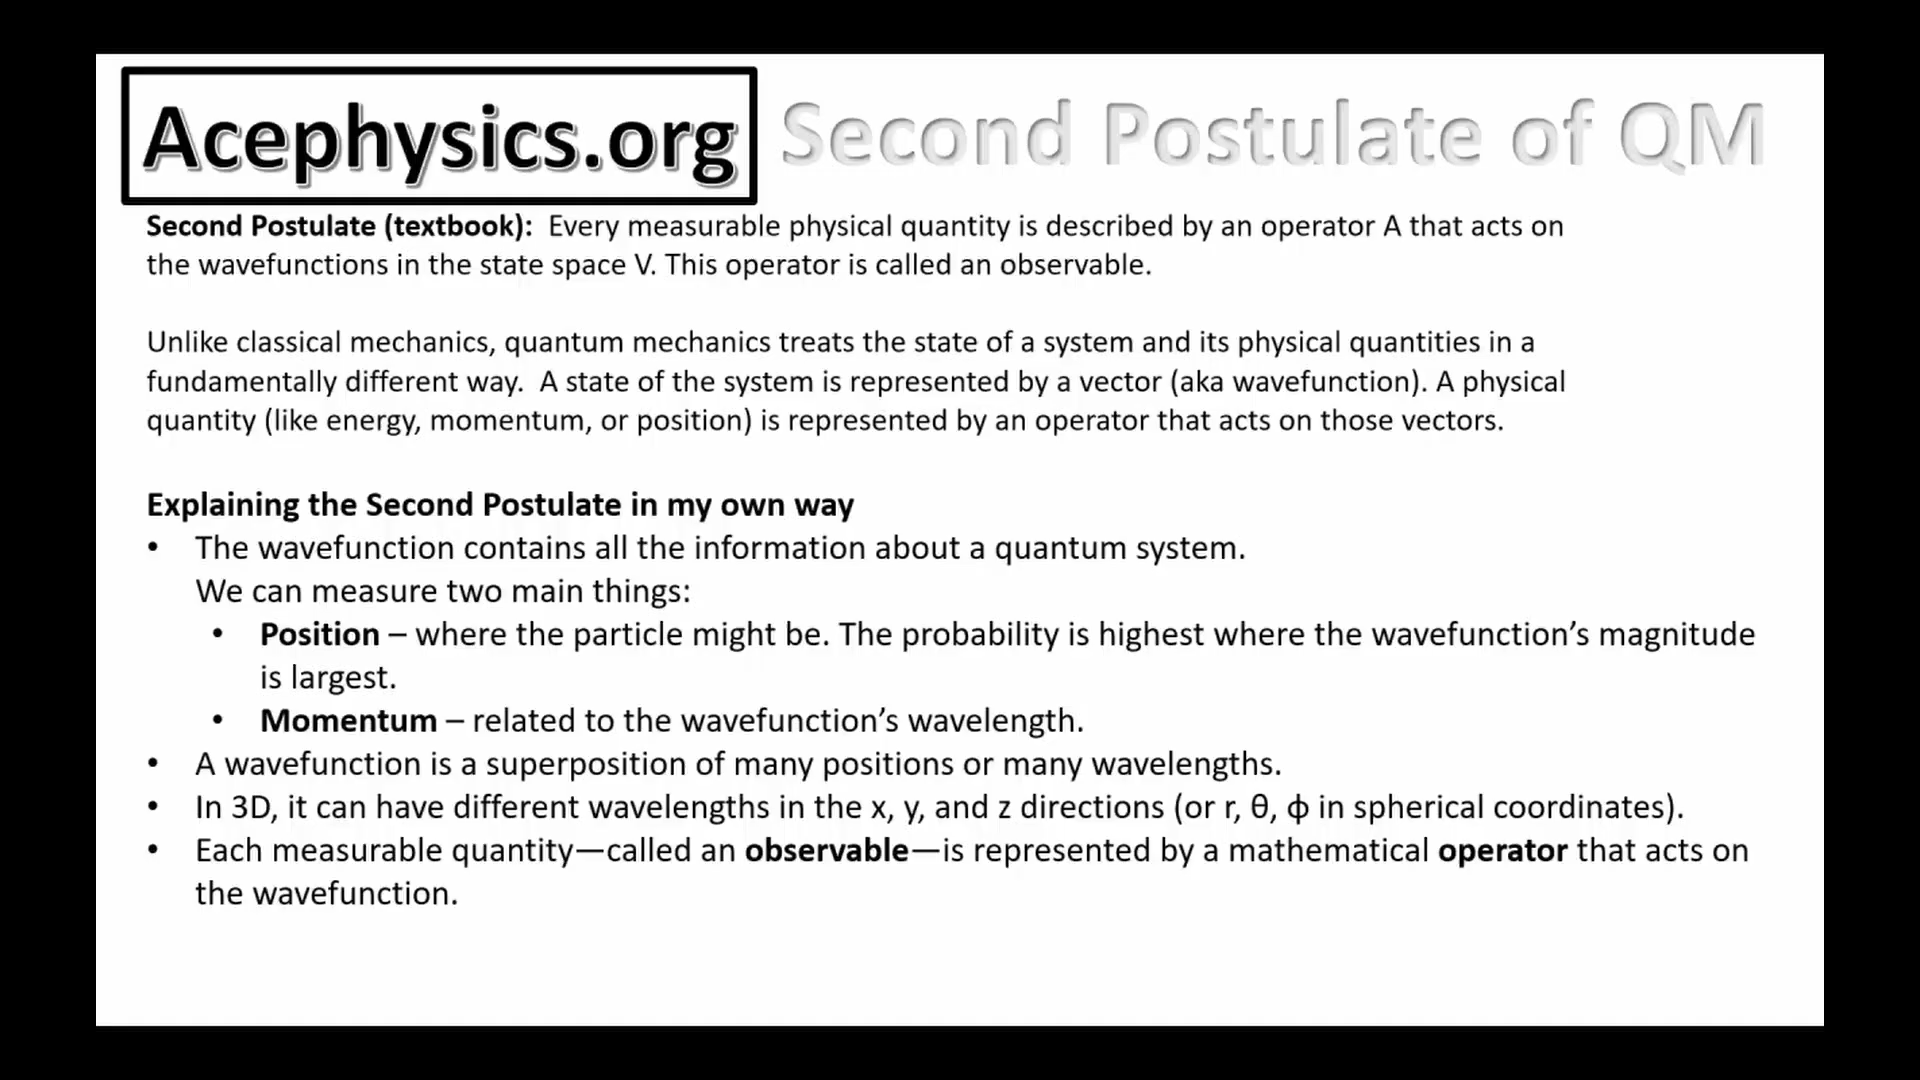 Acephysics.org
Second Postulate of QM
Second Postulate (textbook): Every measurable physical quantity is described by an operator A that acts on
the wavefunctions in the state space V. This operator is called an observable.
Unlike classical mechanics, quantum mechanics treats the state of a system and its physical quantities in a
fundamentally different way. A state of the system is represented by a vector (aka wavefunction). A physical
quantity (like energy, momentum, or position) is represented by an operator that acts on those vectors.
Explaining the Second Postulate in my own way
• The wavefunction contains all the information about a quantum system.
We can measure two main things:
• Position – where the particle might be. The probability is highest where the wavefunction’s magnitude
is largest.
• Momentum – related to the wavefunction’s wavelength.
• A wavefunction is a superposition of many positions or many wavelengths.
• In 3D, it can have different wavelengths in the x, y, and z directions (or r, θ, ϕ in spherical coordinates).
• Each measurable quantity—called an observable—is represented by a mathematical operator that acts on
the wavefunction.